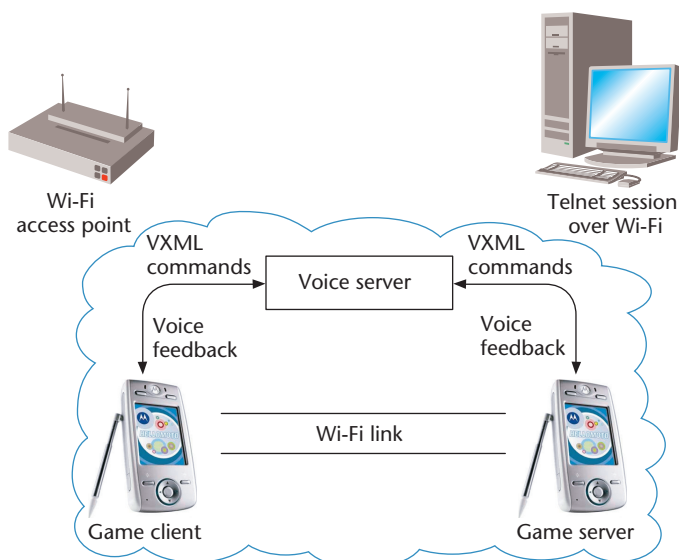 Wi-Fi
access point
Telnet session
over Wi-Fi
VXML
commands
Voice server
VXML
commands
Voice
feedback
Voice
feedback
Wi-Fi link
Game client
Game server